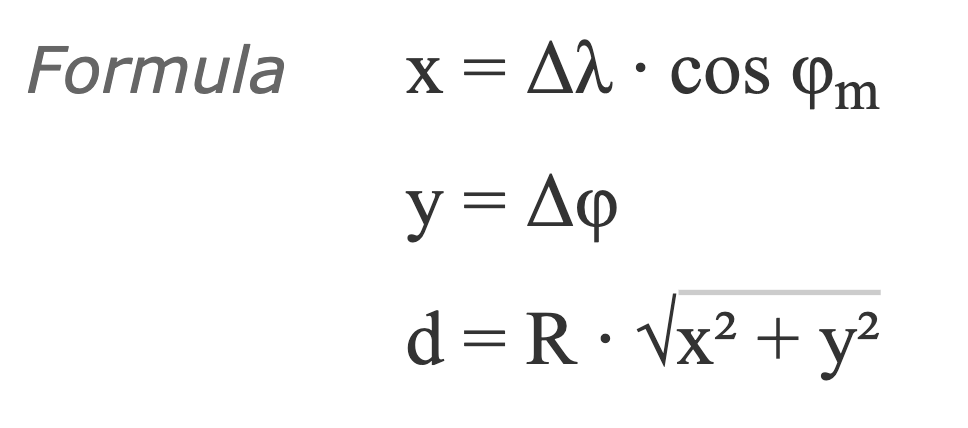 Formula x = Δλ ⋅ cos φₘ
y = Δφ
d = R ⋅ √x² + y²